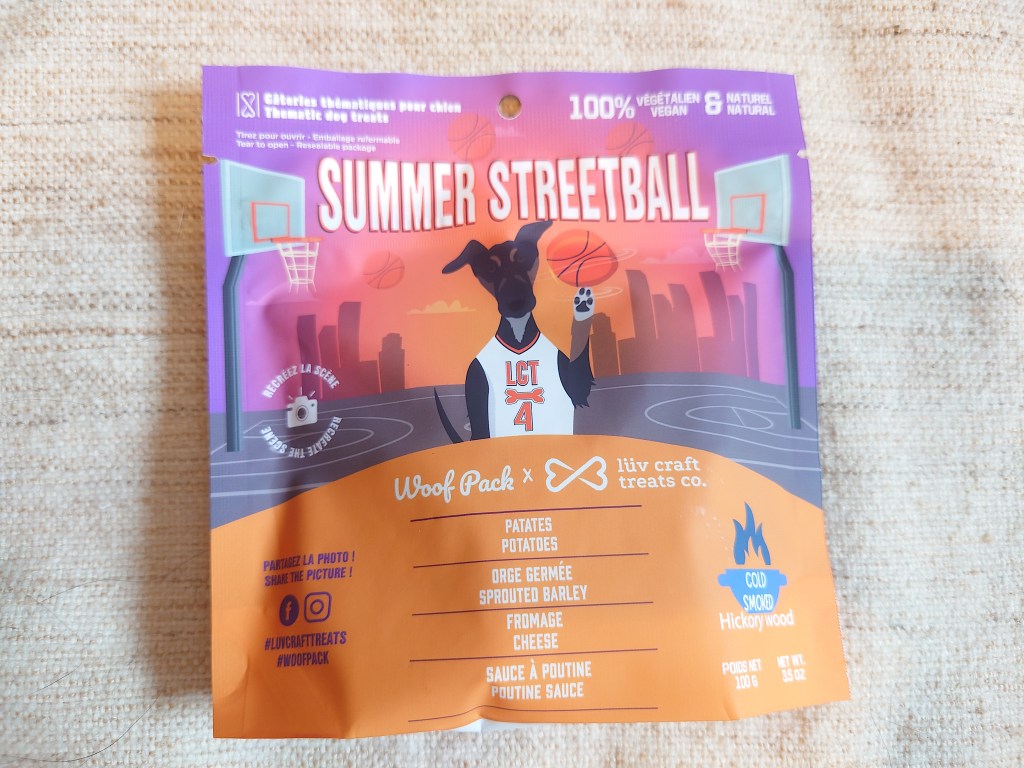 Gâteries thématiques pour chien
Thematic dog treats
Tirez pour ouvrir - Emballage refermable
Tear to open - Resealable package
100% VÉGÉTALIEN & NATUREL
VEGAN NATURAL
SUMMER STREETBALL
LCT
4
RECRÉEZ LA SCÈNE
RECREATE THE SCENE
Woof Pack x lüv craft
treats co.
PATATES
POTATOES
ORGE GERMÉE
SPROUTED BARLEY
FROMAGE
CHEESE
SAUCE À POUTINE
POUTINE SAUCE
PARTAGEZ LA PHOTO !
SHARE THE PICTURE !
#LUVCRAFTTREATS
#WOOFPACK
COLD
SMOKED
Hickory wood
POIDS NET NET WT.
100 G 3.5 OZ